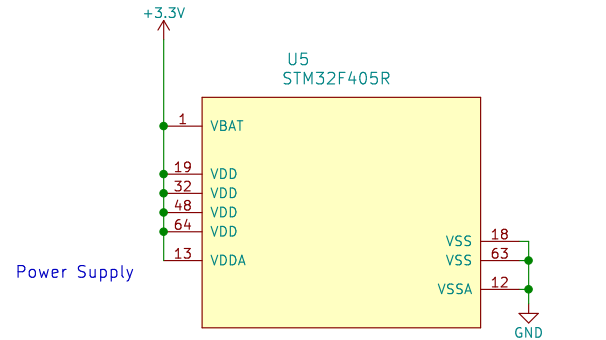 +3.3V
U5
STM32F405R
1 VBAT
19 VDD
32 VDD
48 VDD
64 VDD
VSS 18
13 VDDA
VSS 63
Power Supply
VSSA 12
GND